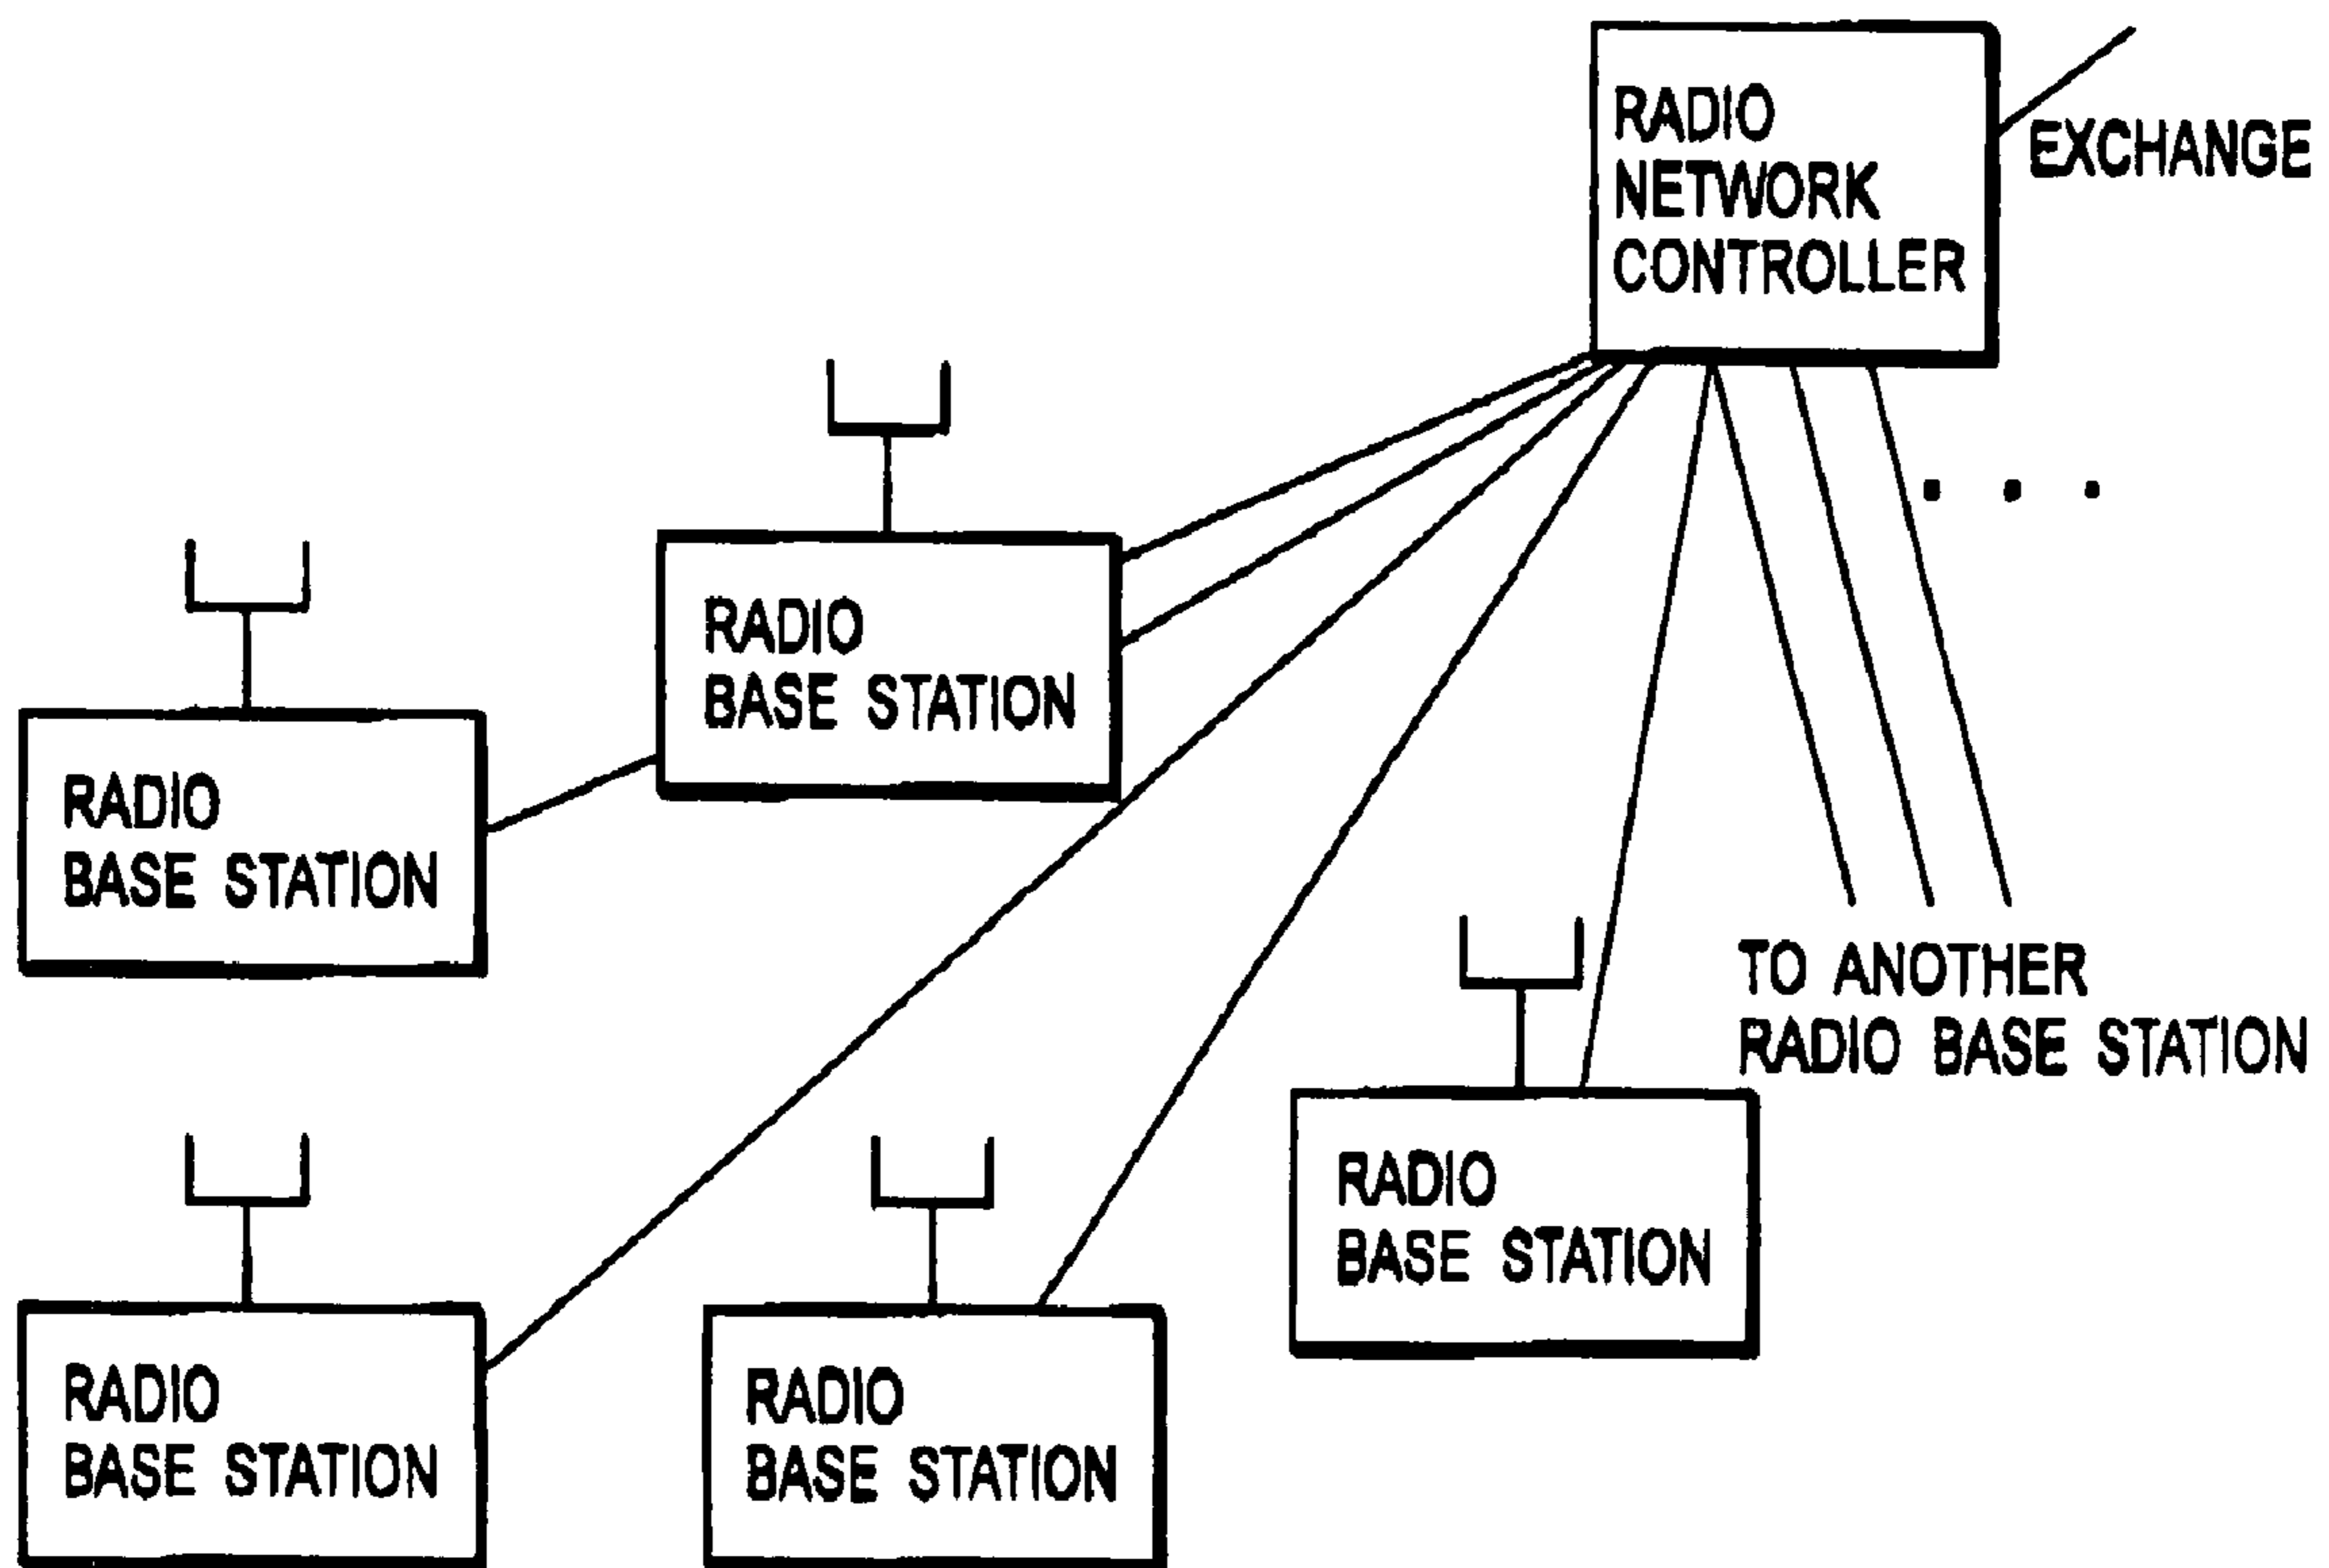 RADIO
NETWORK
CONTROLLER
EXCHANGE
RADIO
BASE STATION
RADIO
BASE STATION
TO ANOTHER
RADIO BASE STATION
RADIO
BASE STATION
RADIO
BASE STATION
RADIO
BASE STATION